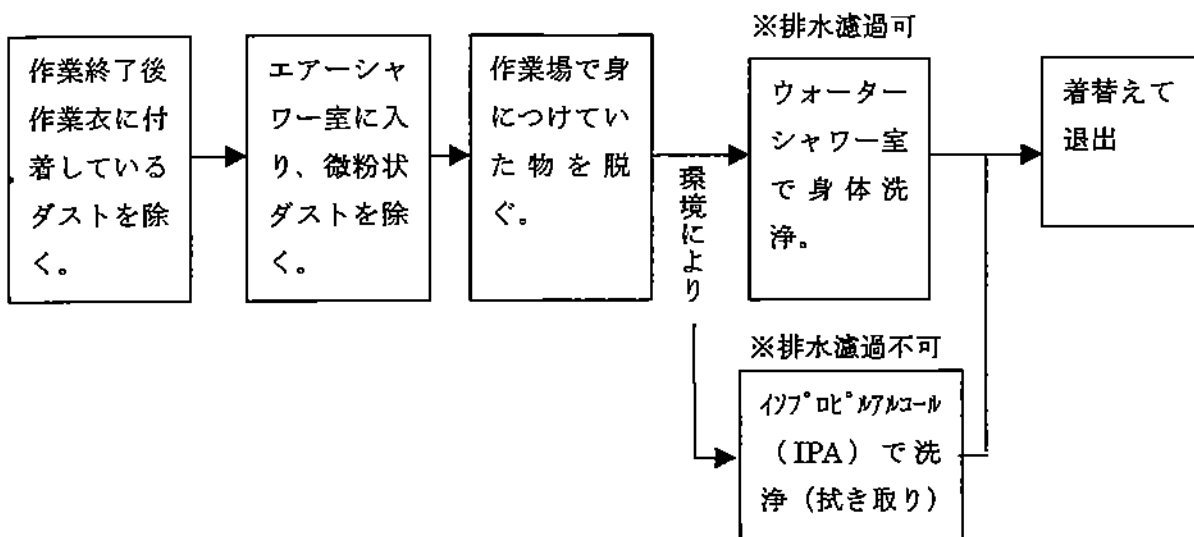 作業終了後
作業衣に付
着している
ダストを除
く。
エアーシャ
ワー室に入
り、微粉状
ダストを除
く。
作業場で身
につけてい
た物を脱
ぐ。
環境により
※排水濾過可
ウォーター
シャワー室
で身体洗
浄。
※排水濾過不可
ｲｿﾌﾟﾛﾋﾟﾙｱﾙｺｰﾙ
（IPA）で洗
浄（拭き取り）
着替えて
退出